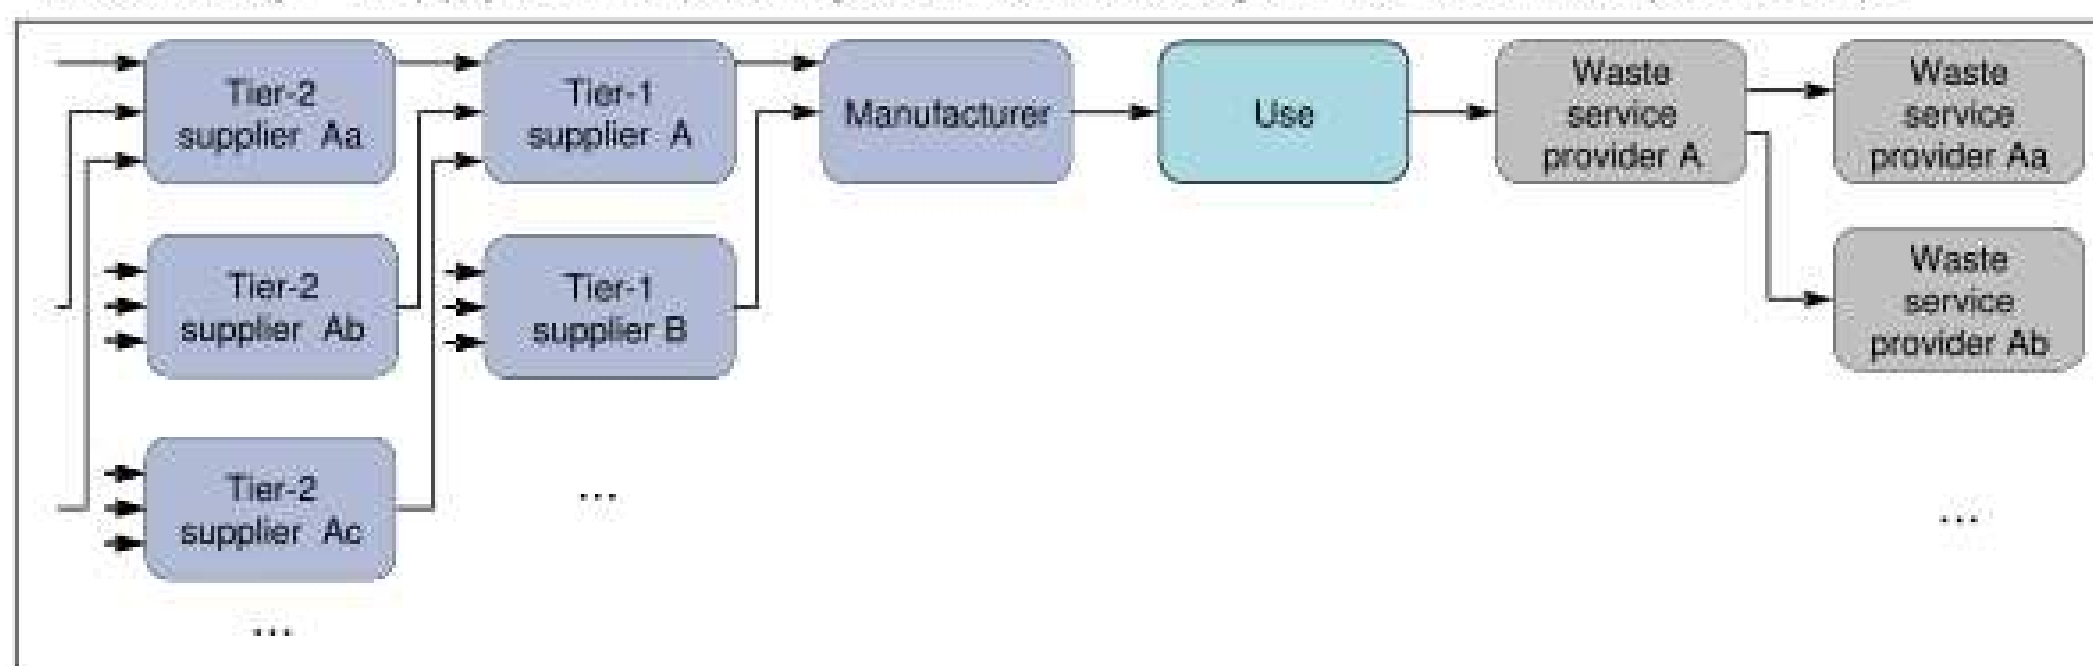 Tier-2
supplier Aa
Tier-1
supplier A
Manufacturer
Use
Waste
service
provider A
Waste
service
provider Aa
Tier-2
supplier Ab
Tier-1
supplier B
Waste
service
provider Ab
Tier-2
supplier Ac
...
...
...